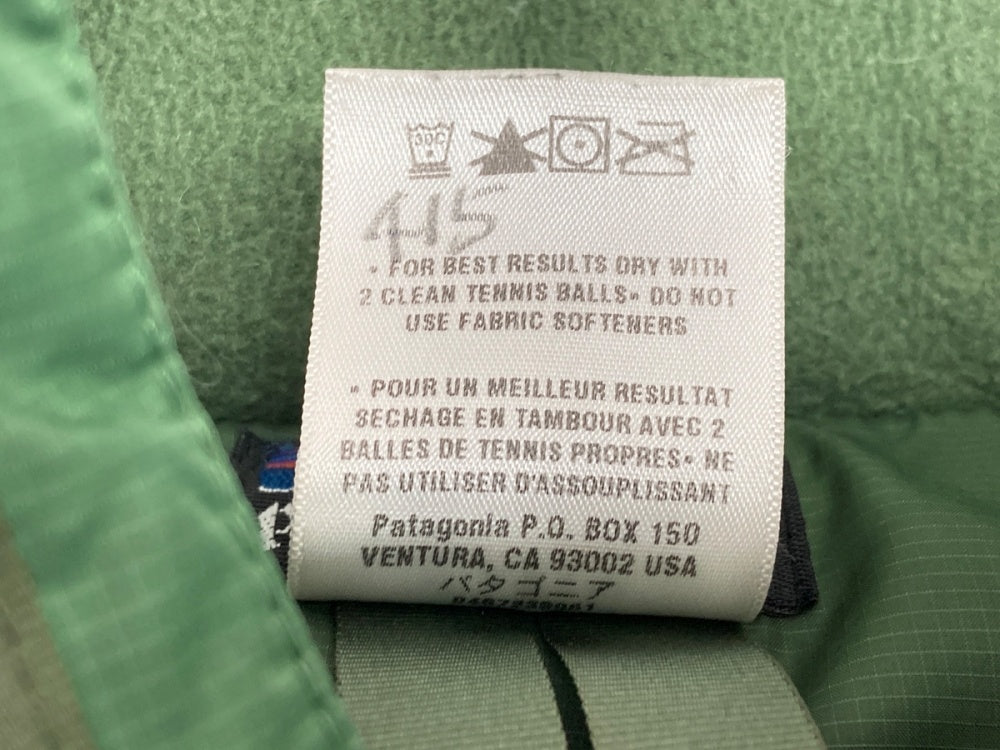 30C
415
• FOR BEST RESULTS DRY WITH
2 CLEAN TENNIS BALLS• DO NOT
USE FABRIC SOFTENERS
• POUR UN MEILLEUR RESULTAT
SECHAGE EN TAMBOUR AVEC 2
BALLES DE TENNIS PROPRES• NE
PAS UTILISER D'ASSOUPLISSANT
Patagonia P.O. BOX 150
VENTURA, CA 93002 USA
パタゴニア